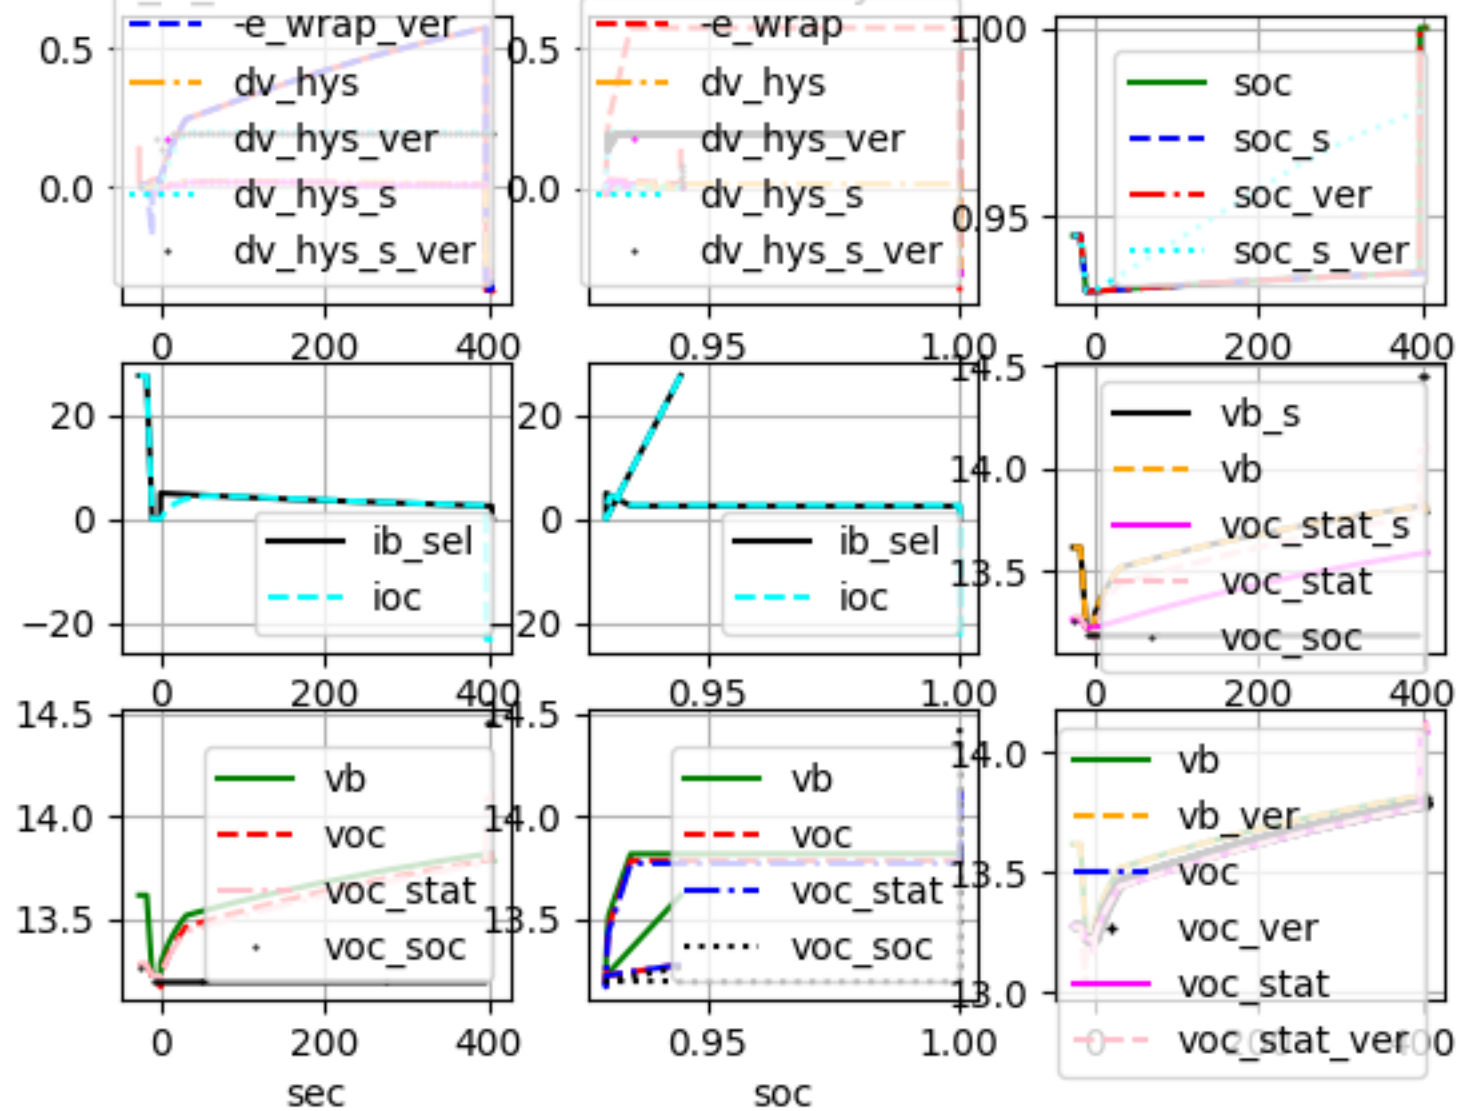 -e_wrap_ver
dv_hys
dv_hys_ver
dv_hys_s
dv_hys_s_ver
0.5
0.0
0
200
400
-e_wrap
dv_hys
dv_hys_ver
dv_hys_s
dv_hys_s_ver
0.5
0.0
0.95
1.00
soc
soc_s
soc_ver
soc_s_ver
1.00
0.95
0
200
400
20
0
−20
ib_sel
ioc
0
200
400
20
0
20
ib_sel
ioc
0.95
1.00
14.5
14.0
13.5
vb_s
vb
voc_stat_s
voc_stat
voc_soc
0
200
400
14.5
14.0
13.5
vb
voc
voc_stat
voc_soc
0
200
400
sec
14.5
14.0
13.5
vb
voc
voc_stat
voc_soc
0.95
1.00
soc
14.0
13.5
13.0
vb
vb_ver
voc
voc_ver
voc_stat
voc_stat_ver
0
200
400